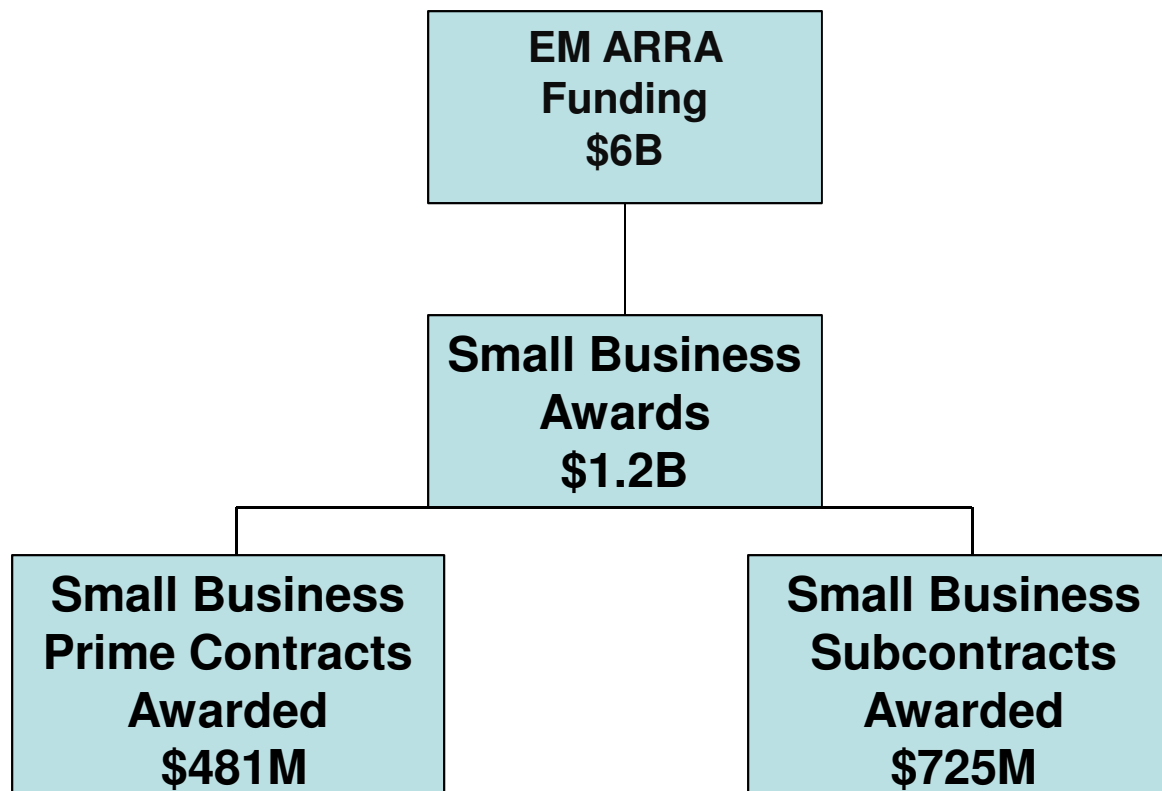 EM ARRA
Funding
$6B
Small Business
Awards
$1.2B
Small Business
Prime Contracts
Awarded
$481M
Small Business
Subcontracts
Awarded
$725M